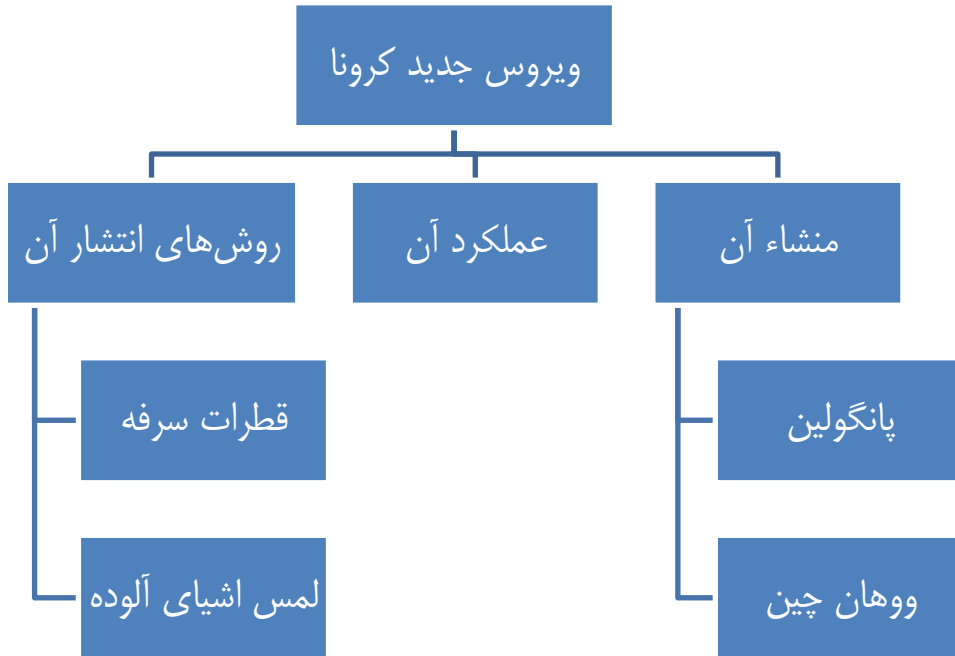 ویروس جدید کرونا
منشاء آن
عملکرد آن
روش‌های انتشار آن
پانگولین
قطرات سرفه
ووهان چین
لمس اشیای آلوده